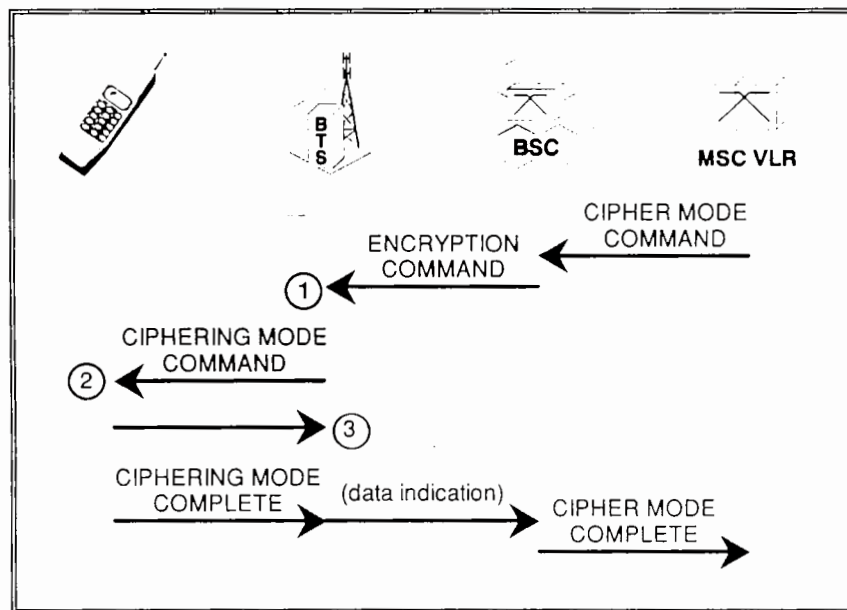 B
T
S
BSC
MSC VLR
CIPHER MODE
COMMAND
ENCRYPTION
COMMAND
1
CIPHERING MODE
COMMAND
2
3
CIPHERING MODE
COMPLETE
(data indication)
CIPHER MODE
COMPLETE